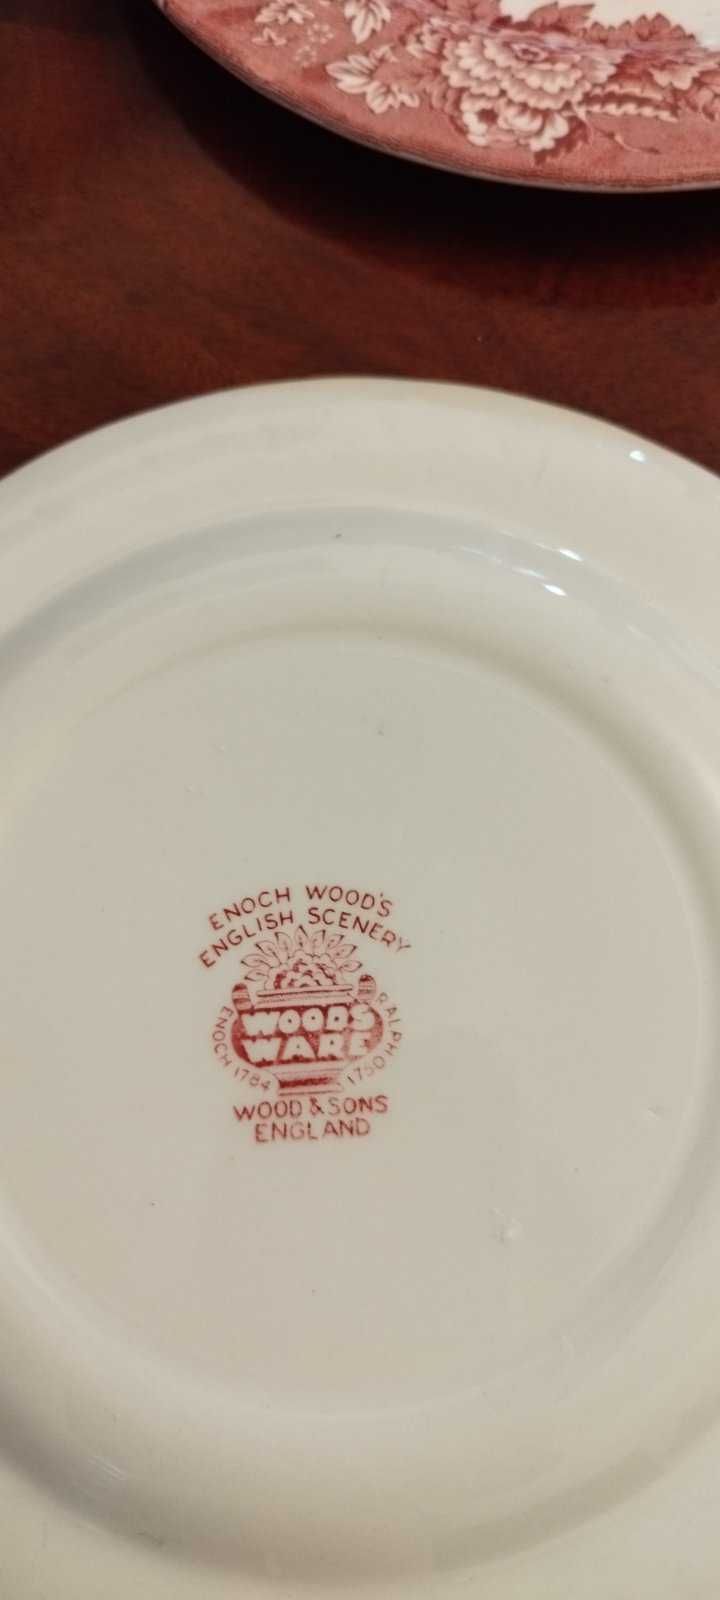 ENOCH WOOD'S
ENGLISH SCENERY
WOODS
WARE
ENOCH 1784
RALPH 1750
WOOD & SONS
ENGLAND